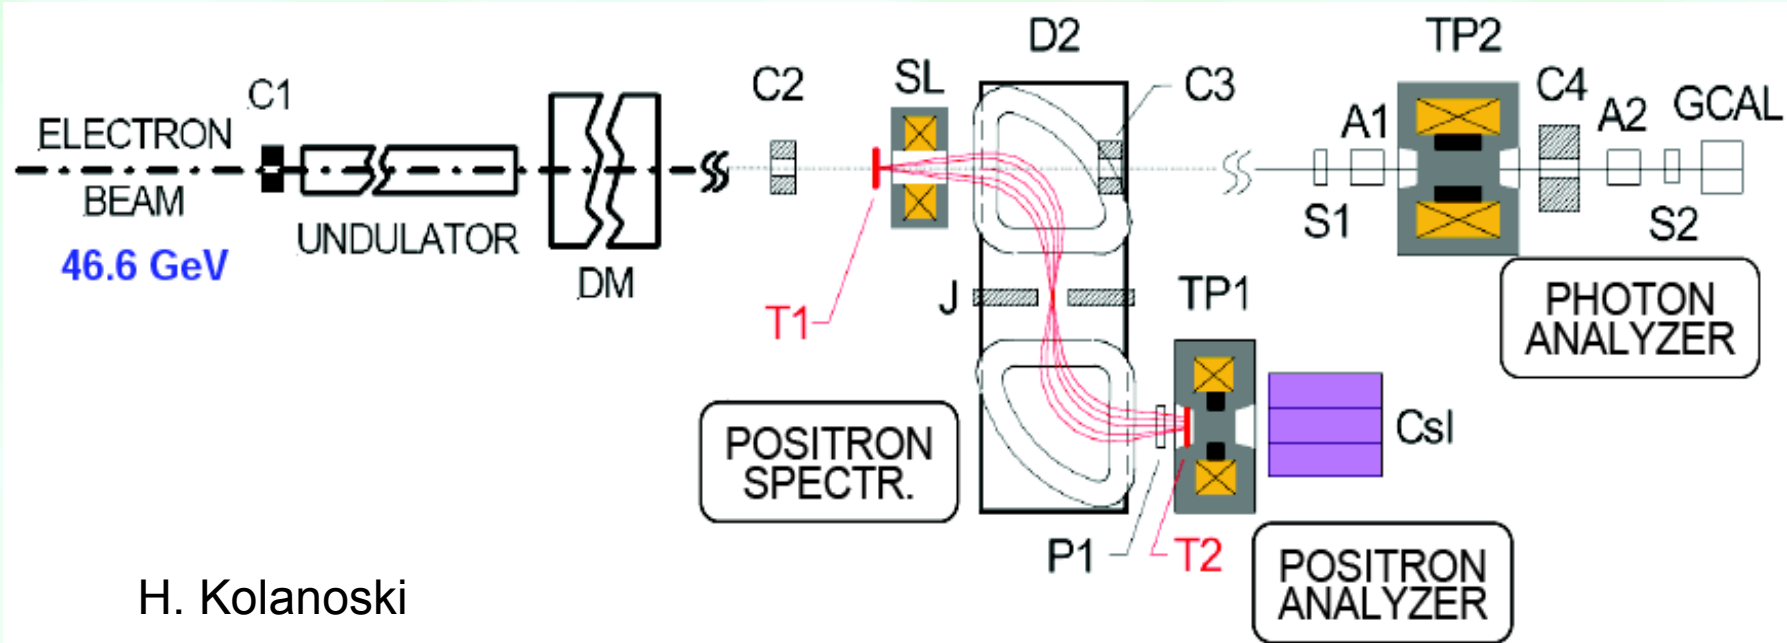 D2
TP2
C1
C2
SL
C3
A1
C4
A2
GCAL
ELECTRON
BEAM
46.6 GeV
UNDULATOR
DM
S1
S2
T1
J
TP1
PHOTON
ANALYZER
POSITRON
SPECTR.
CsI
P1
T2
POSITRON
ANALYZER
H. Kolanoski